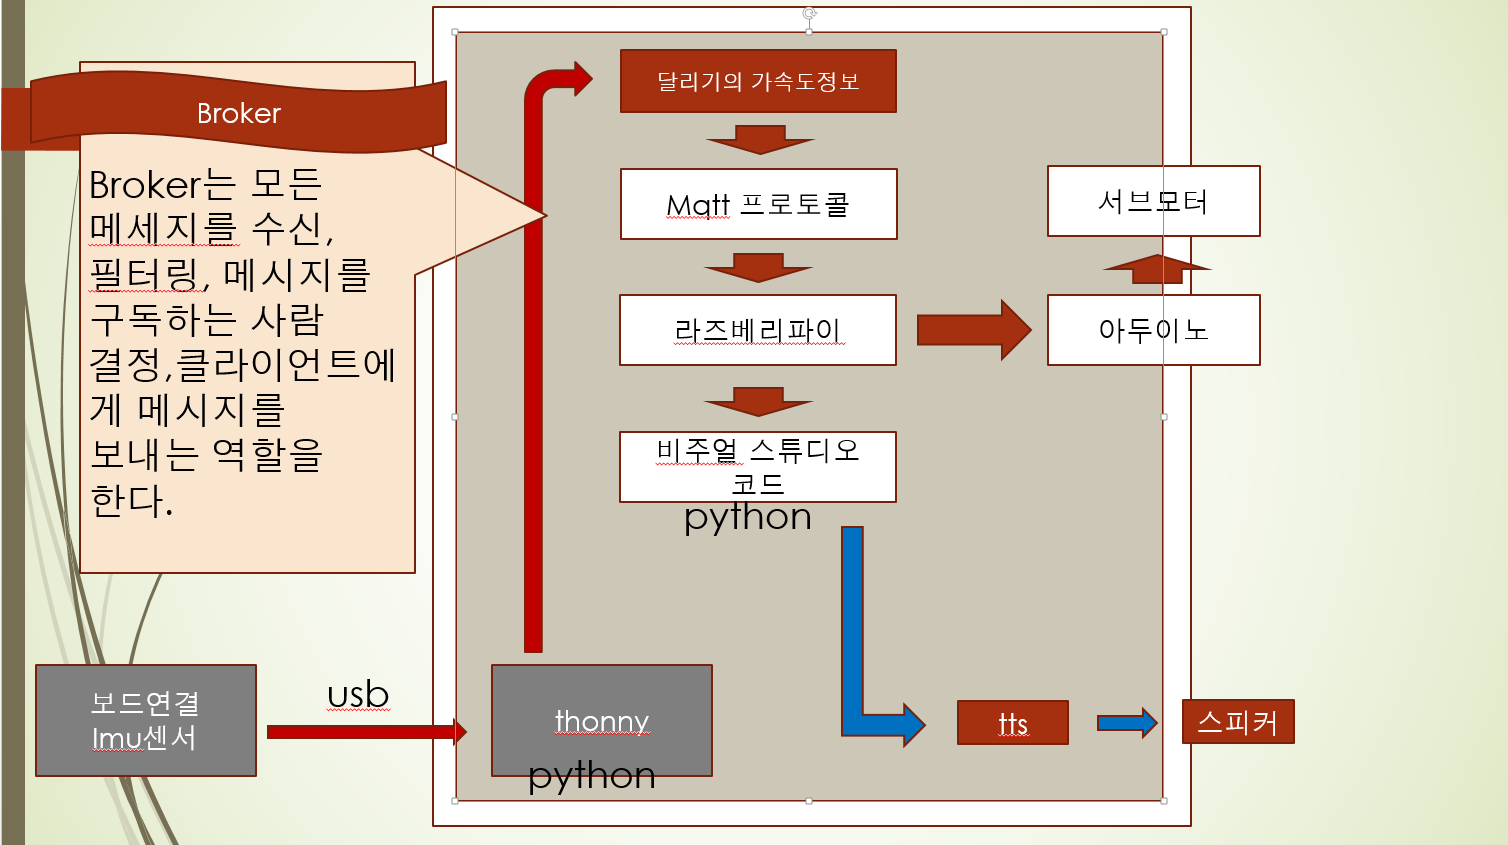 Broker
Broker는 모든
메세지를 수신,
필터링, 메시지를
구독하는 사람
결정,클라이언트에
게 메시지를
보내는 역할을
한다.
달리기의 가속도정보
Mqtt 프로토콜
라즈베리파이
비주얼 스튜디오
코드
python
서브모터
아두이노
보드연결
Imu센서
usb
thonny
python
tts
스피커